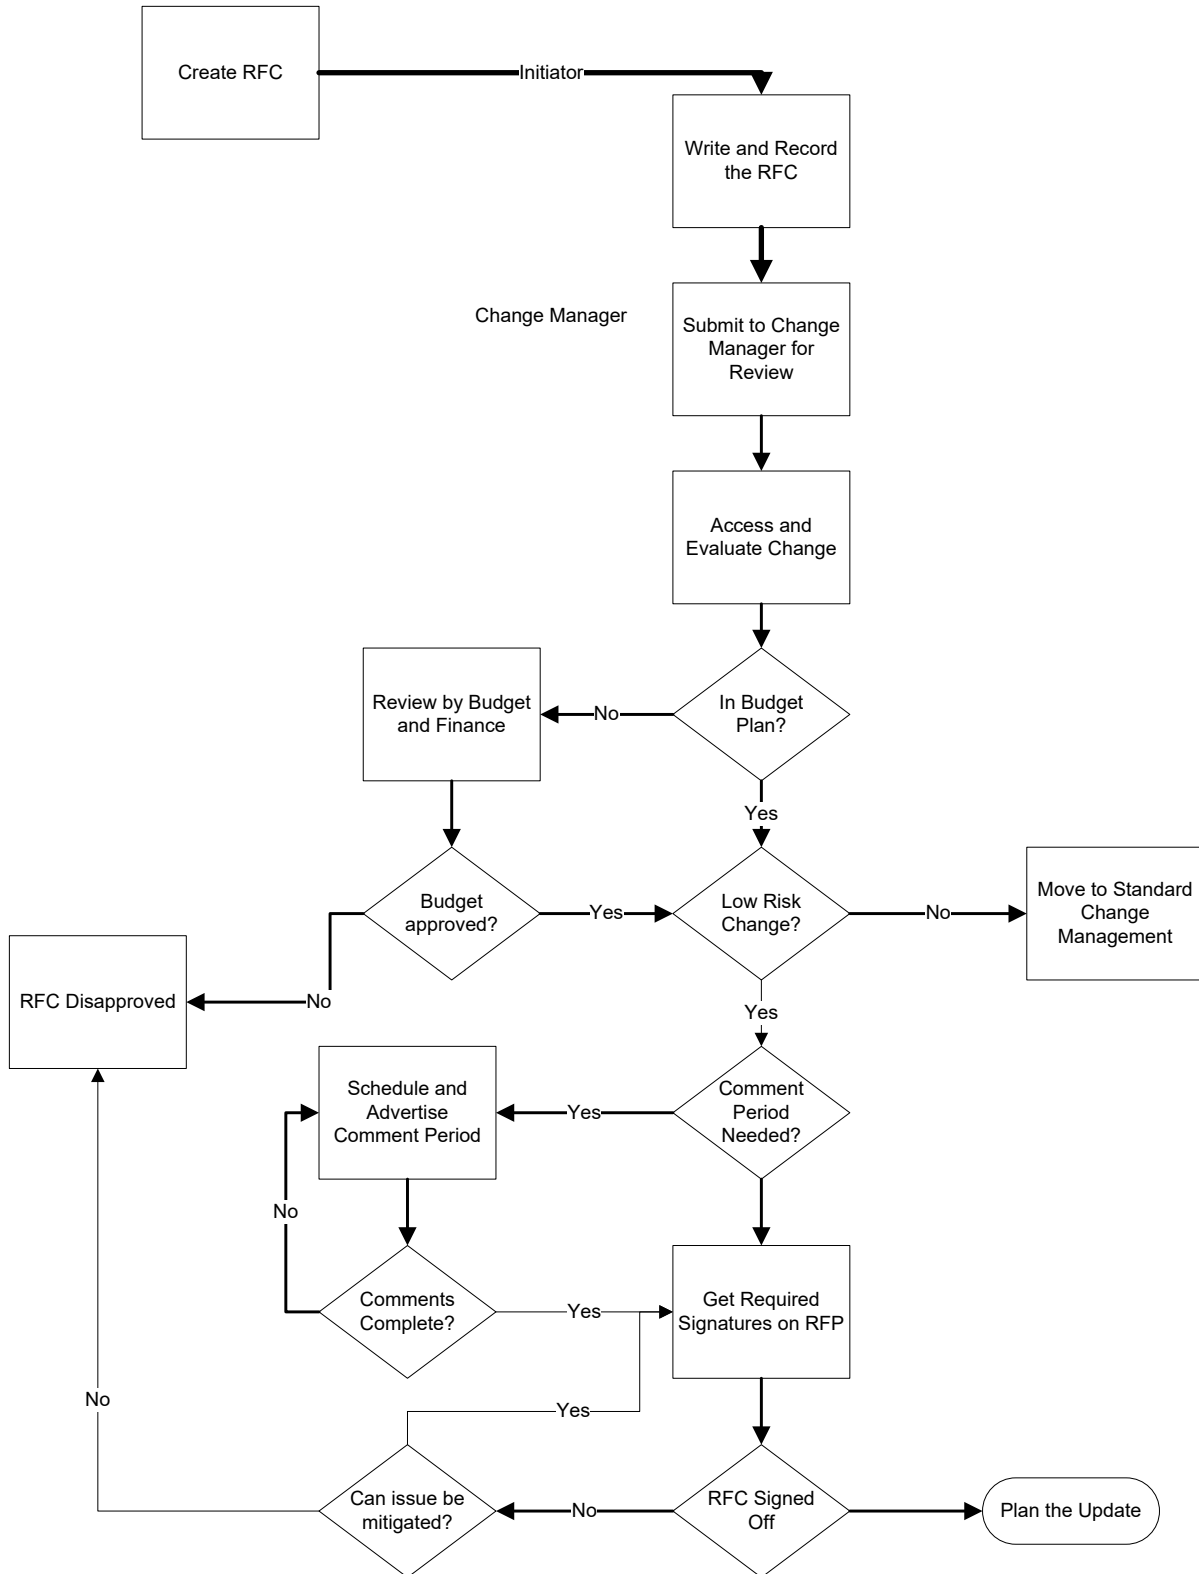 Create RFC
Initiator
Write and Record
the RFC
Change Manager
Submit to Change
Manager for
Review
Access and
Evaluate Change
Review by Budget
and Finance
No
In Budget
Plan?
Yes
Budget
approved?
Yes
Low Risk
Change?
No
Move to Standard
Change
Management
RFC Disapproved
No
Yes
Schedule and
Advertise
Comment Period
Yes
Comment
Period
Needed?
No
Comments
Complete?
Yes
Get Required
Signatures on RFP
No
Yes
Can issue be
mitigated?
No
RFC Signed
Off
Plan the Update